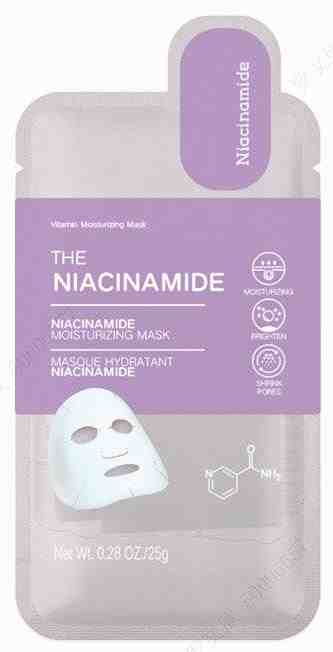 Niacinamide
Vitamin Moisturizing Mask
THE
NIACINAMIDE
NIACINAMIDE
MOISTURIZING MASK
MASQUE HYDRATANT
NIACINAMIDE
MOISTURIZING
BRIGHTEN
SHRINK
PORES
O
N
NH₂
Net Wt. 0.28 OZ./25g